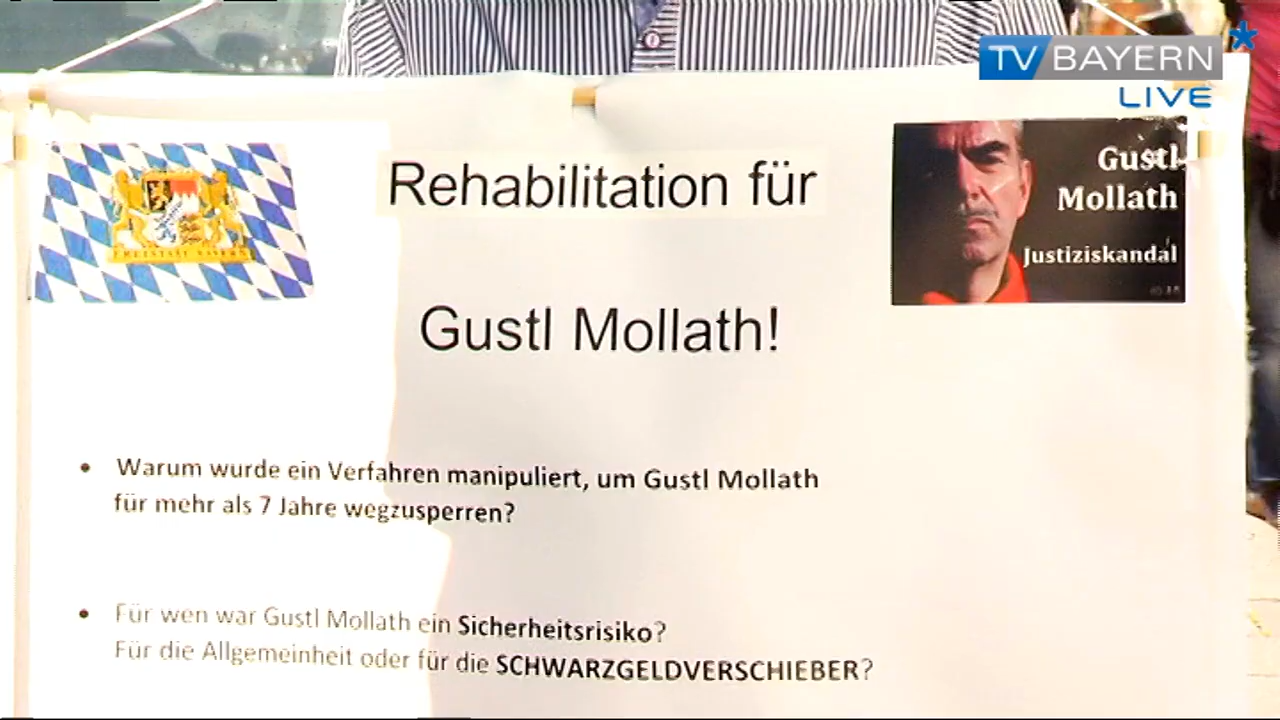 TV BAYERN
LIVE
Rehabilitation für
Gustl Mollath!
Gustl
Mollath
Justiziskandal
• Warum wurde ein Verfahren manipuliert, um Gustl Mollath
für mehr als 7 Jahre wegzusperren?
• Für wen war Gustl Mollath ein Sicherheitsrisiko?
Für die Allgemeinheit oder für die SCHWARZGELDVERSCHIEBER?